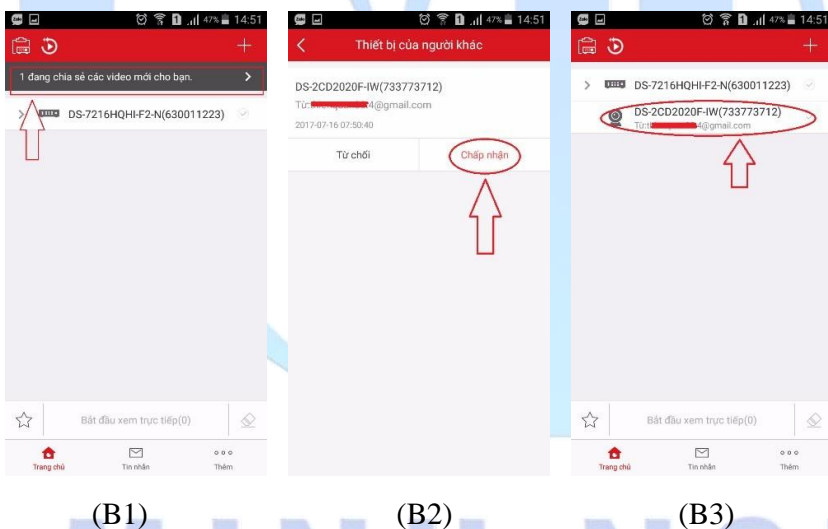 47% 14:51
1 đang chia sẻ các video mới cho bạn.
DS-7216HQHI-F2-N(630011223)
Bắt đầu xem trực tiếp(0)
Trang chủ Tin nhắn Thêm
(B1)
47% 14:51
Thiết bị của người khác
DS-2CD2020F-IW(733773712)
Từ: 4@gmail.com
2017-07-16 07:50:40
Từ chối Chấp nhận
(B2)
47% 14:51
DS-7216HQHI-F2-N(630011223)
DS-2CD2020F-IW(733773712)
Từ: 4@gmail.com
Bắt đầu xem trực tiếp(0)
Trang chủ Tin nhắn Thêm
(B3)